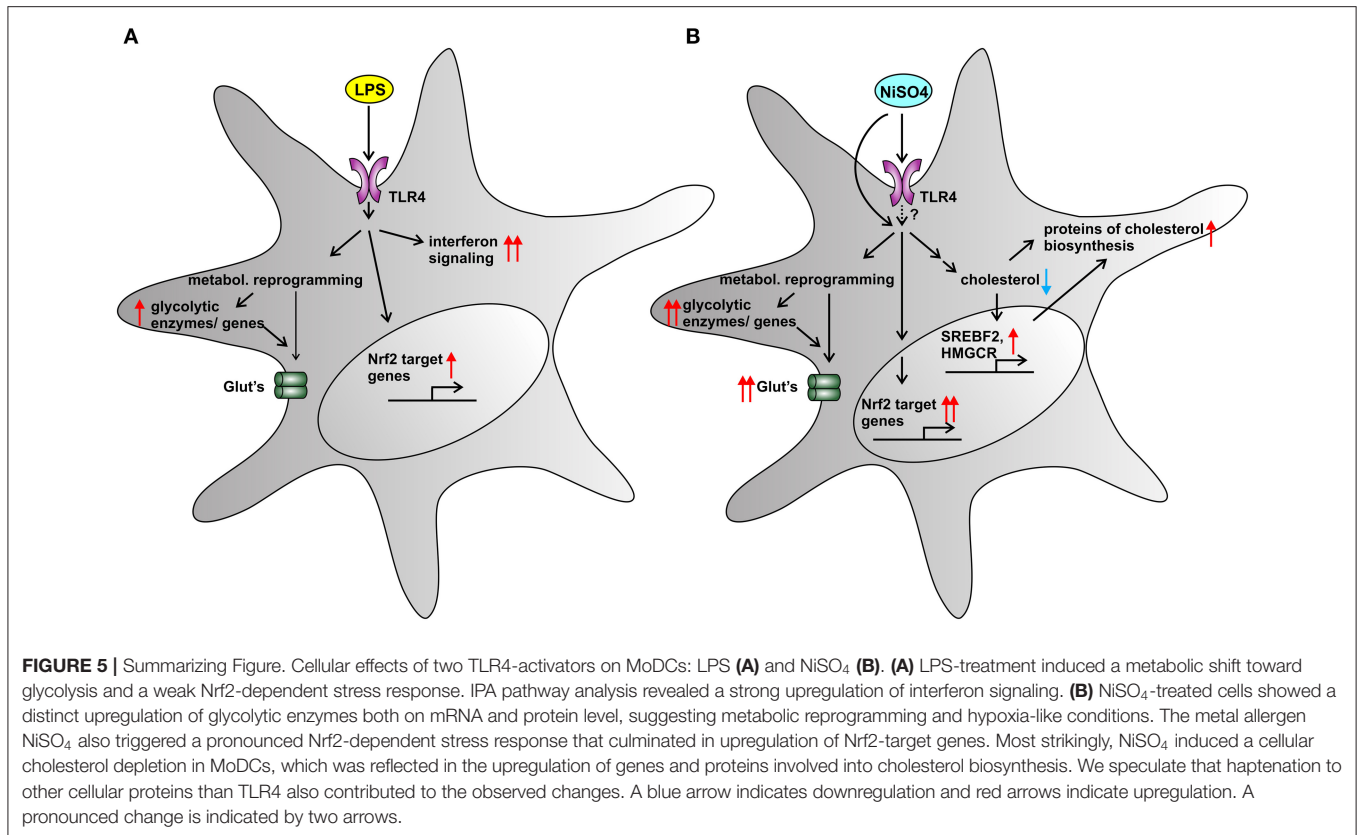 A
LPS
TLR4
interferon
signaling
metabol. reprogramming
glycolytic
enzymes/ genes
Glut's
Nrf2 target
genes
B
NiSO4
TLR4
?
proteins of cholesterol
biosynthesis
metabol. reprogramming
cholesterol
glycolytic
enzymes/ genes
SREBF2,
HMGCR
Glut's
Nrf2 target
genes
FIGURE 5 | Summarizing Figure. Cellular effects of two TLR4-activators on MoDCs: LPS (A) and NiSO₄ (B). (A) LPS-treatment induced a metabolic shift toward
glycolysis and a weak Nrf2-dependent stress response. IPA pathway analysis revealed a strong upregulation of interferon signaling. (B) NiSO₄-treated cells showed a
distinct upregulation of glycolytic enzymes both on mRNA and protein level, suggesting metabolic reprogramming and hypoxia-like conditions. The metal allergen
NiSO₄ also triggered a pronounced Nrf2-dependent stress response that culminated in upregulation of Nrf2-target genes. Most strikingly, NiSO₄ induced a cellular
cholesterol depletion in MoDCs, which was reflected in the upregulation of genes and proteins involved into cholesterol biosynthesis. We speculate that haptenation to
other cellular proteins than TLR4 also contributed to the observed changes. A blue arrow indicates downregulation and red arrows indicate upregulation. A
pronounced change is indicated by two arrows.